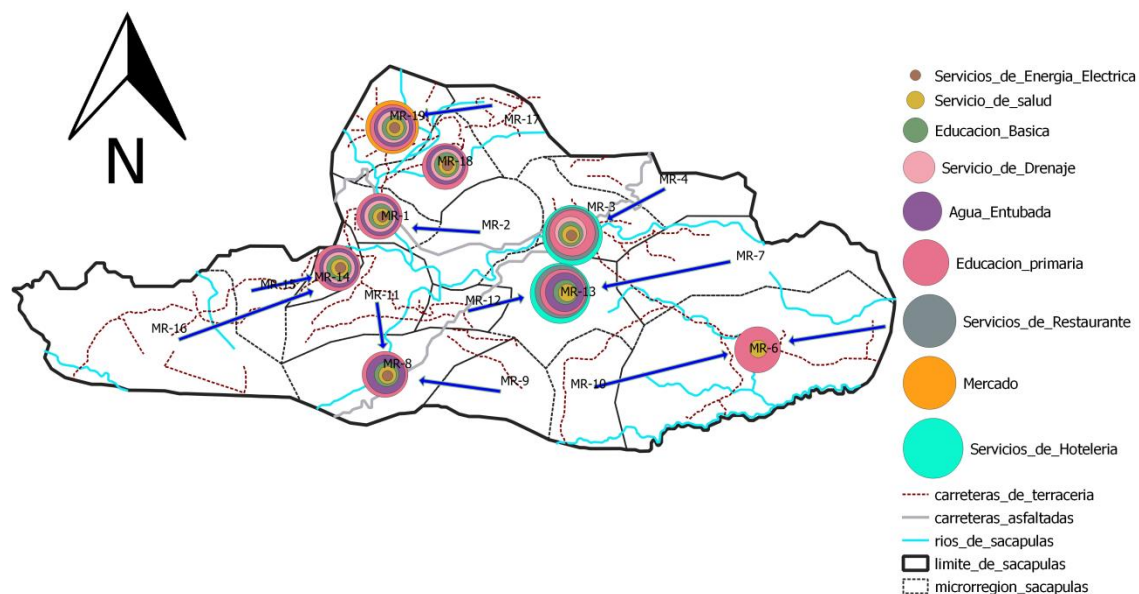 N
MR-19
MR-17
MR-18
MR-4
MR-1
MR-2
MR-3
MR-7
MR-14
MR-15
MR-11
MR-12
MR-13
MR-16
MR-6
MR-8
MR-9
MR-10
Servicios_de_Energia_Electrica
Servicio_de_salud
Educacion_Basica
Servicio_de_Drenaje
Agua_Entubada
Educacion_primaria
Servicios_de_Restaurante
Mercado
Servicios_de_Hoteleria
carreteras_de_terraceria
carreteras_asfaltadas
rios_de_sacapulas
limite_de_sacapulas
microrregion_sacapulas